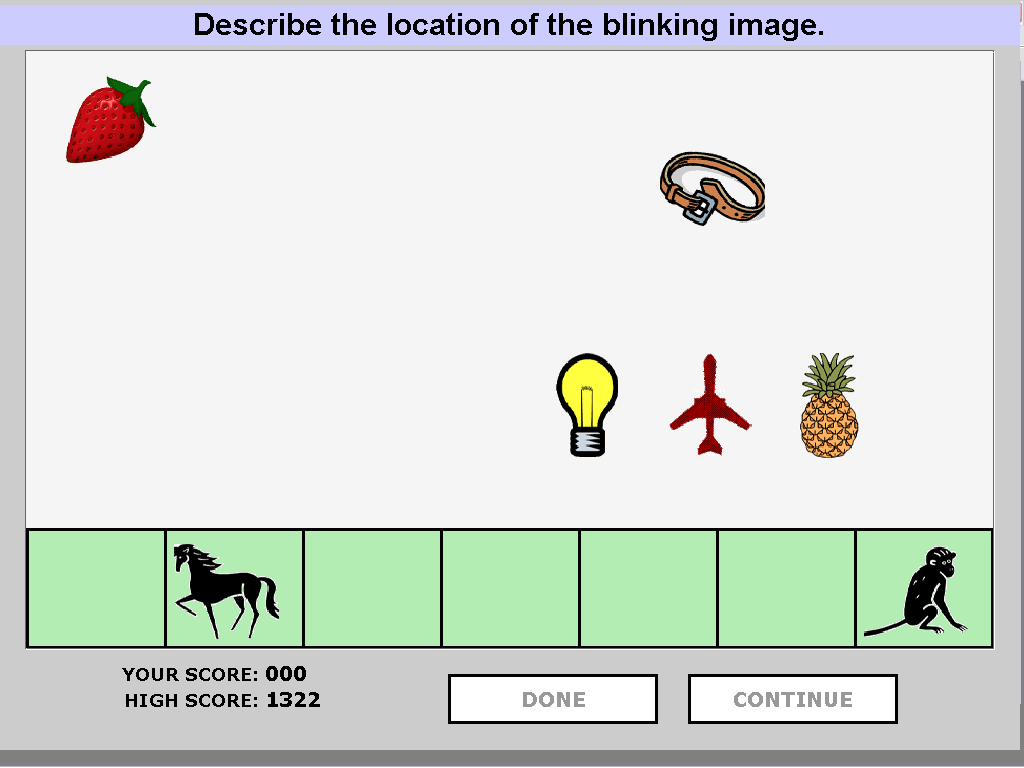 Describe the location of the blinking image.
YOUR SCORE: 000
HIGH SCORE: 1322
DONE
CONTINUE